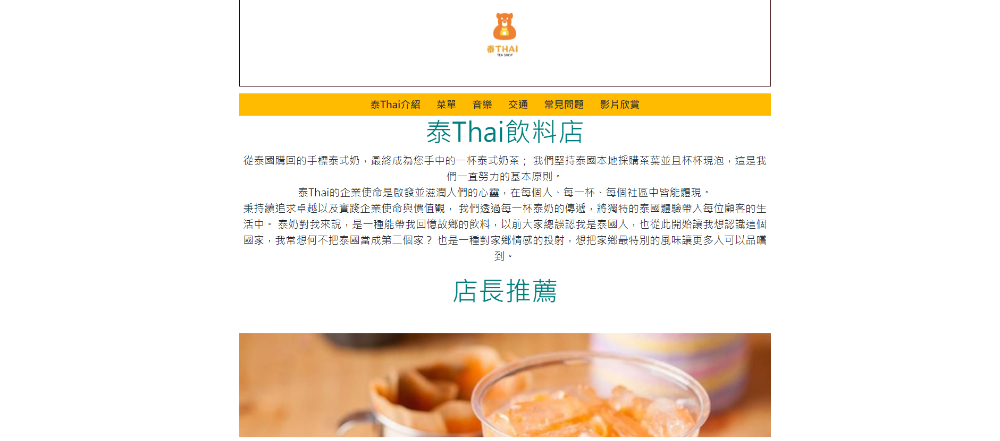 泰THAI
TEA SHOP
泰Thai介紹 菜單 音樂 交通 常見問題 影片欣賞
泰Thai飲料店
從泰國購回的手標泰式奶，最終成為您手中的一杯泰式奶茶； 我們堅持泰國本地採購茶葉並且杯杯現泡，這是我
們一直努力的基本原則。
泰Thai的企業使命是啟發並滋潤人們的心靈，在每個人、每一杯、每個社區中皆能體現。
秉持續追求卓越以及實踐企業使命與價值觀， 我們透過每一杯泰奶的傳遞，將獨特的泰國體驗帶入每位顧客的生
活中。 泰奶對我來說，是一種能帶我回憶故鄉的飲料，以前大家總誤認我是泰國人，也從此開始讓我想認識這個
國家，我常想何不把泰國當成第二個家？ 也是一種對家鄉情感的投射，想把家鄉最特別的風味讓更多人可以品嚐
到。
店長推薦